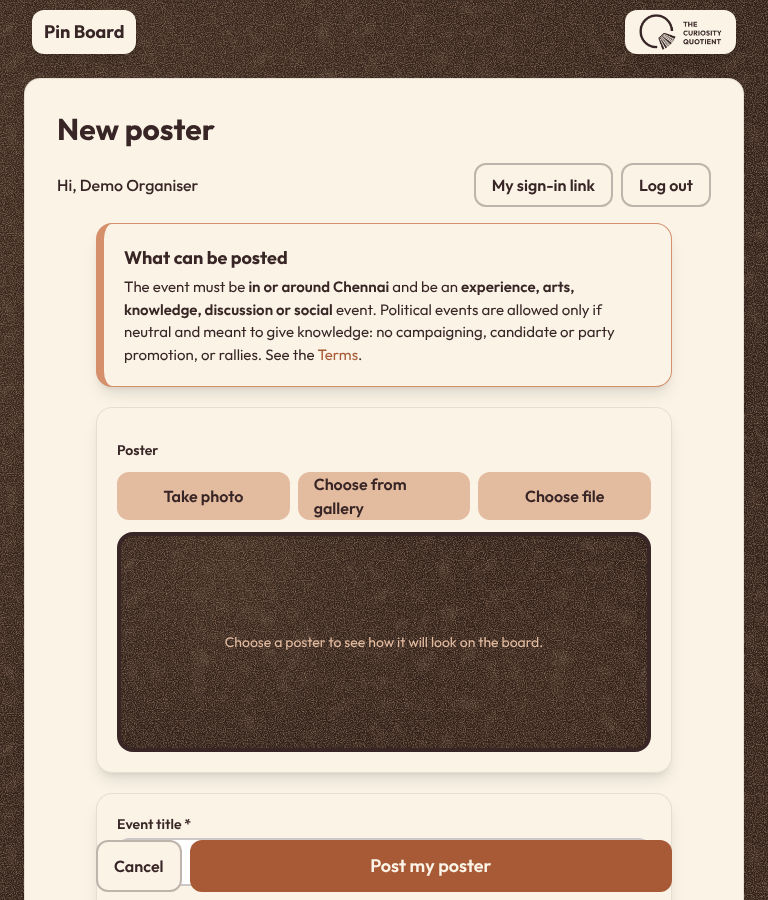 Pin Board
THE
CURIOSITY
QUOTIENT
New poster
Hi, Demo Organiser
My sign-in link
Log out
What can be posted
The event must be in or around Chennai and be an experience, arts,
knowledge, discussion or social event. Political events are allowed only if
neutral and meant to give knowledge: no campaigning, candidate or party
promotion, or rallies. See the Terms.
Poster
Take photo
Choose from
gallery
Choose file
Choose a poster to see how it will look on the board.
Event title *
Cancel
Post my poster